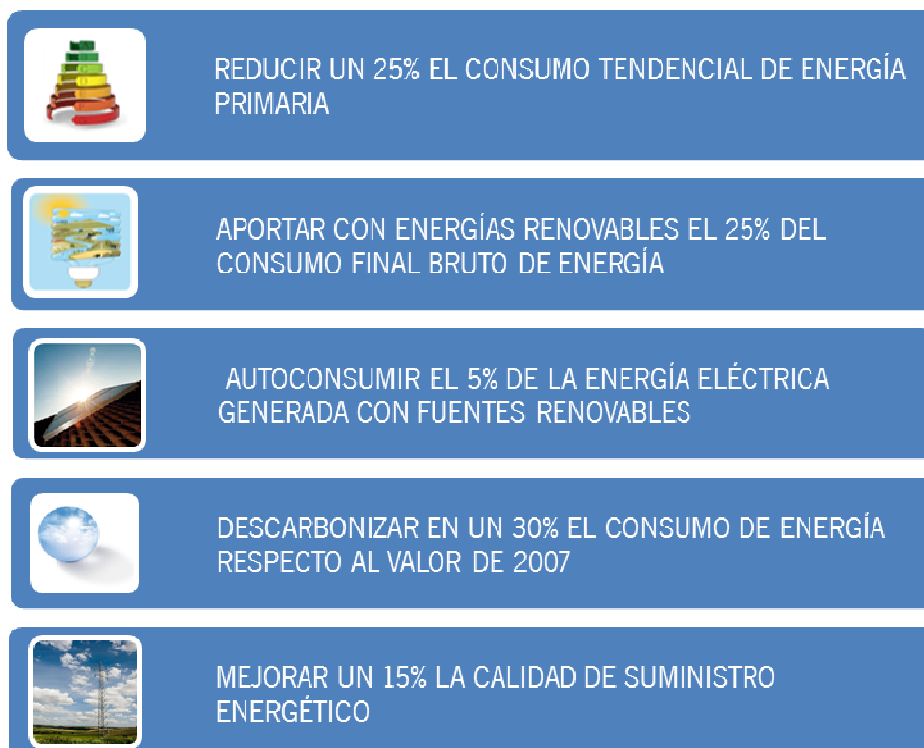 REDUCIR UN 25% EL CONSUMO TENDENCIAL DE ENERGÍA
PRIMARIA
APORTAR CON ENERGÍAS RENOVABLES EL 25% DEL
CONSUMO FINAL BRUTO DE ENERGÍA
AUTOCONSUMIR EL 5% DE LA ENERGÍA ELÉCTRICA
GENERADA CON FUENTES RENOVABLES
DESCARBONIZAR EN UN 30% EL CONSUMO DE ENERGÍA
RESPECTO AL VALOR DE 2007
MEJORAR UN 15% LA CALIDAD DE SUMINISTRO
ENERGÉTICO